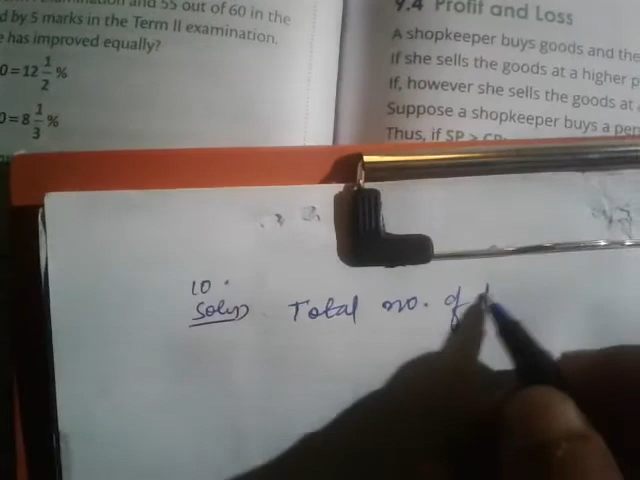 and 55 out of 60 in the
d by 5 marks in the Term II examination.
e has improved equally?
0=12 1/2 %
0=8 1/3 %
9.4 Profit and Loss
A shopkeeper buys goods and the
If she sells the goods at a higher p
If, however she sells the goods at
Suppose a shopkeeper buys a pen
Thus, if SP > CP
10.
Soln Total no. of